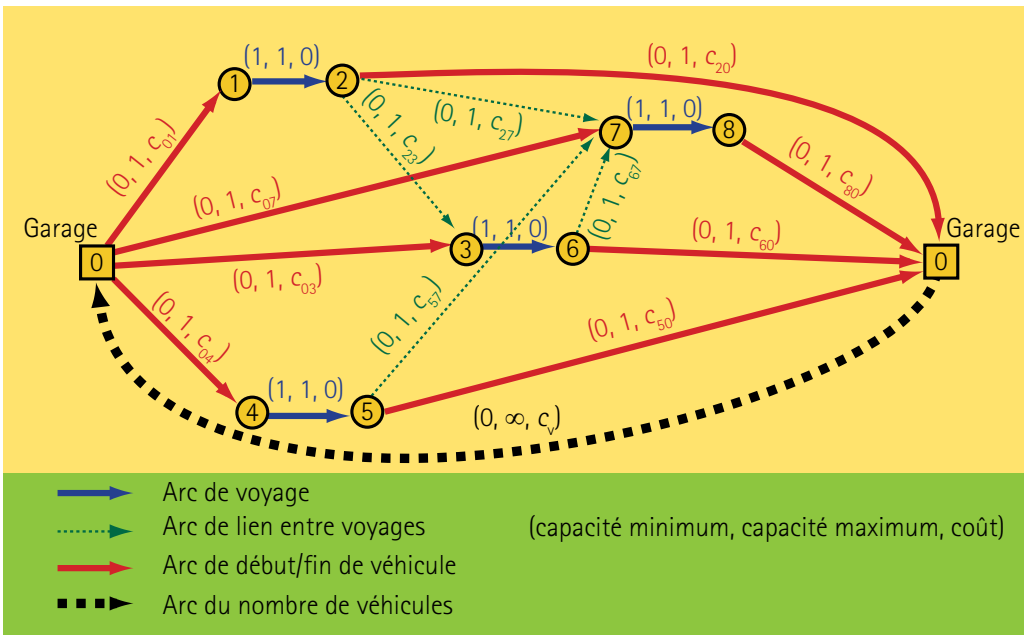 (1, 1, 0)
(0, 1, c₂₀)
1
2
(0, 1, c₂₃)
(0, 1, c₂₇)
(1, 1, 0)
7
8
(0, 1, c₀₁)
(0, 1, c₀₇)
(0, 1, c₆₇)
(0, 1, c₈₀)
Garage
0
(1, 1, 0)
3
6
(0, 1, c₆₀)
Garage
0
(0, 1, c₀₃)
(0, 1, c₀₄)
(0, 1, c₅₇)
(0, 1, c₅₀)
(1, 1, 0)
4
5
(0, ∞, cᵥ)
Arc de voyage
Arc de lien entre voyages
(capacité minimum, capacité maximum, coût)
Arc de début/fin de véhicule
Arc du nombre de véhicules